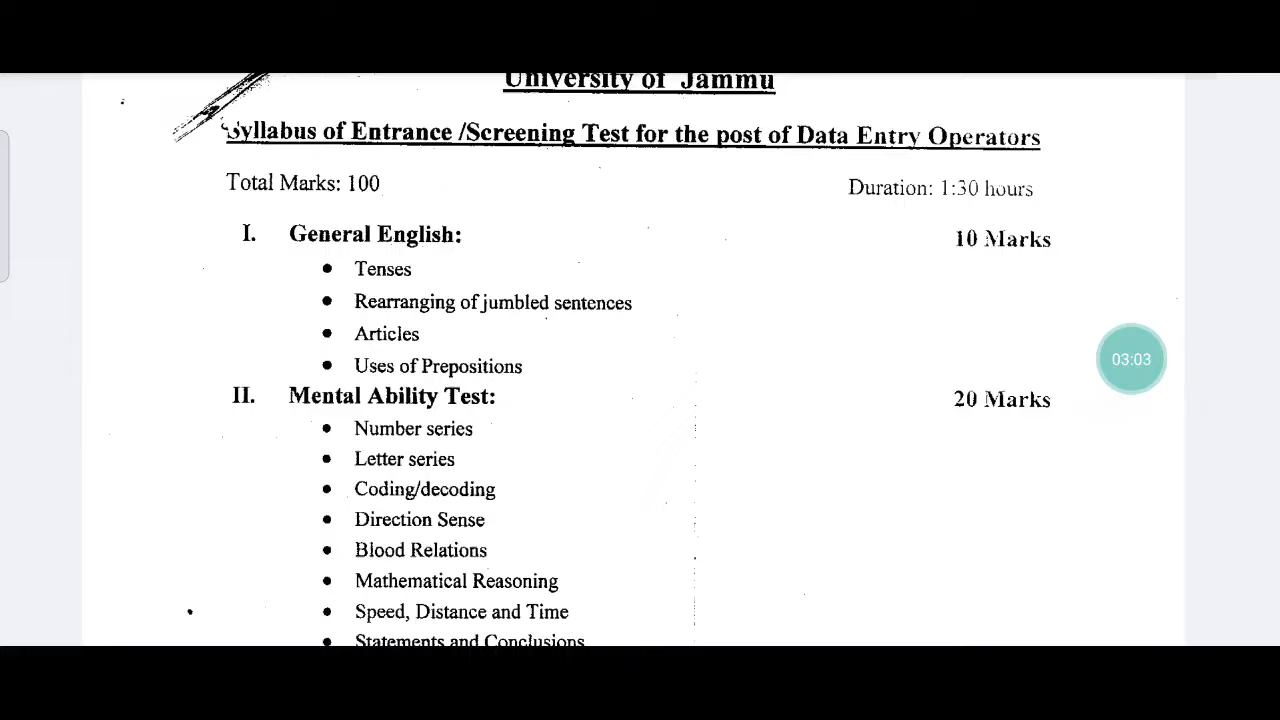 University of Jammu
Syllabus of Entrance /Screening Test for the post of Data Entry Operators
Total Marks: 100
Duration: 1:30 hours
I. General English: 10 Marks
• Tenses
• Rearranging of jumbled sentences
• Articles
• Uses of Prepositions
03:03
II. Mental Ability Test: 20 Marks
• Number series
• Letter series
• Coding/decoding
• Direction Sense
• Blood Relations
• Mathematical Reasoning
• Speed, Distance and Time
• Statements and Conclusions